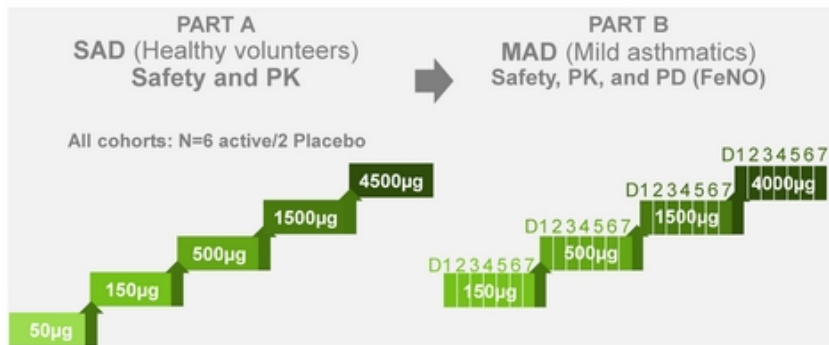 PART A
SAD (Healthy volunteers)
Safety and PK
All cohorts: N=6 active/2 Placebo
50µg
150µg
500µg
1500µg
4500µg
PART B
MAD (Mild asthmatics)
Safety, PK, and PD (FeNO)
D1234567
150µg
D1234567
500µg
D1234567
1500µg
D1234567
4000µg